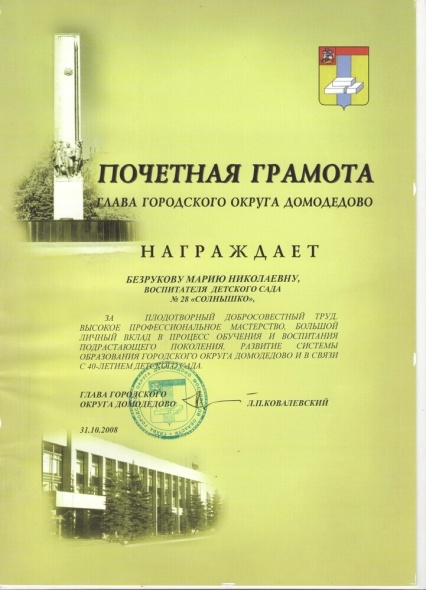 ПОЧЕТНАЯ ГРАМОТА
ГЛАВА ГОРОДСКОГО ОКРУГА ДОМОДЕДОВО
НАГРАЖДАЕТ
БЕЗРУКОВУ МАРИЮ НИКОЛАЕВНУ,
ВОСПИТАТЕЛЯ ДЕТСКОГО САДА
№ 28 «СОЛНЫШКО»,
ЗА ПЛОДОТВОРНЫЙ ДОБРОСОВЕСТНЫЙ ТРУД,
ВЫСОКОЕ ПРОФЕССИОНАЛЬНОЕ МАСТЕРСТВО, БОЛЬШОЙ
ЛИЧНЫЙ ВКЛАД В ПРОЦЕСС ОБУЧЕНИЯ И ВОСПИТАНИЯ
ПОДРАСТАЮЩЕГО ПОКОЛЕНИЯ, РАЗВИТИЕ СИСТЕМЫ
ОБРАЗОВАНИЯ ГОРОДСКОГО ОКРУГА ДОМОДЕДОВО И В СВЯЗИ
С 40-ЛЕТИЕМ ДЕТСКОГО САДА.
ГЛАВА ГОРОДСКОГО
ОКРУГА ДОМОДЕДОВО Л.П.КОВАЛЕВСКИЙ
31.10.2008